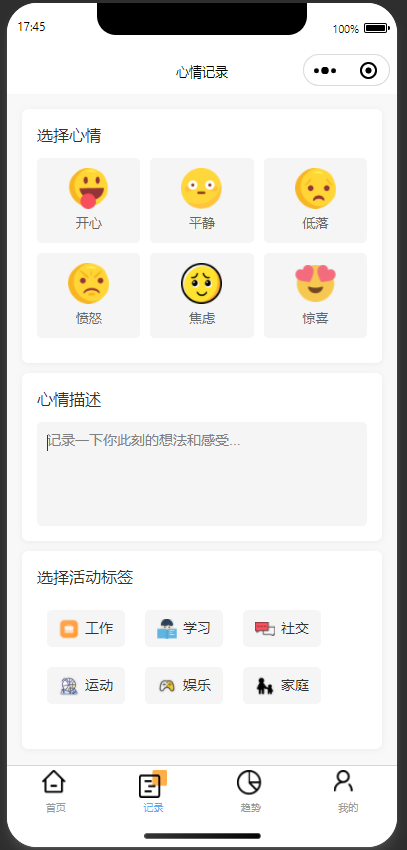 17:45
100%
心情记录
选择心情
开心 平静 低落
愤怒 焦虑 惊喜
心情描述
记录一下你此刻的想法和感受...
选择活动标签
工作 学习 社交
运动 娱乐 家庭
首页 记录 趋势 我的